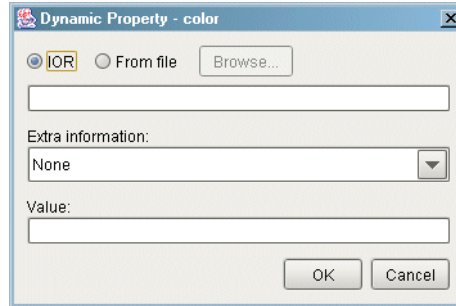 Dynamic Property - color
IOR From file Browse...
Extra information:
None
Value:
OK Cancel